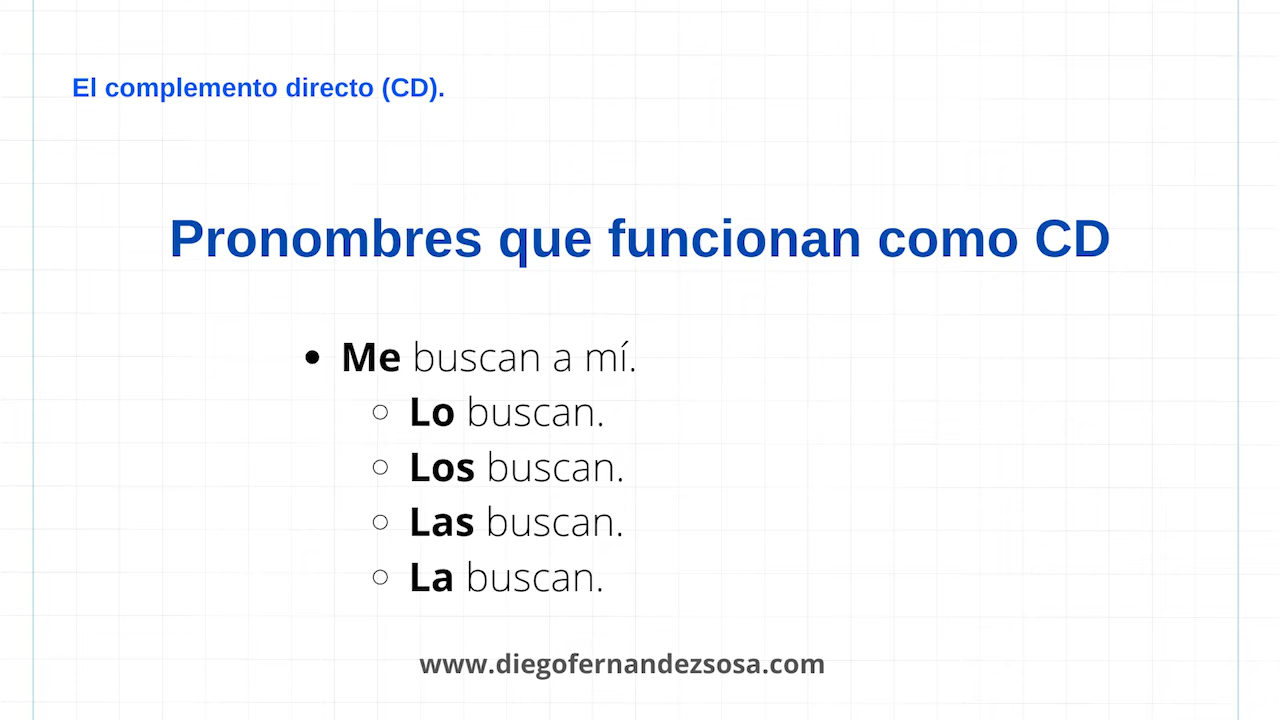 El complemento directo (CD).
Pronombres que funcionan como CD
Me buscan a mí.
Lo buscan.
Los buscan.
Las buscan.
La buscan.
www.diegofernandezsosa.com